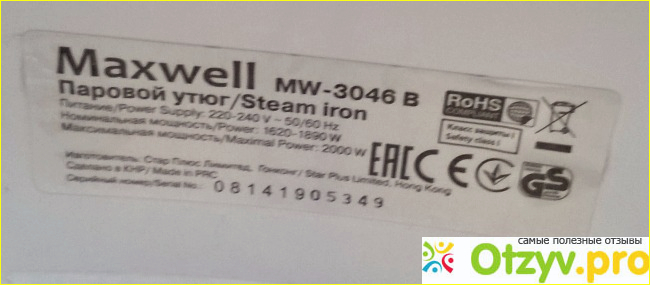 Maxwell MW-3046 B
Паровой утюг/Steam iron
Питание/Power Supply: 220-240 V ~ 50/60 Hz
Номинальная мощность/Power: 1620-1890 W
Максимальная мощность/Maximal Power: 2000 W
RoHS
COMPLIANT
Класс защиты I
Safety class I
EAC CE
GS
Изготовитель: Стар Плюс Лимитед, Гонконг/ Star Plus Limited, Hong Kong
Сделано в КНР/ Made in PRC
Серийный номер/Serial No.: 08141905349
самые полезные отзывы
Otzyv.pro